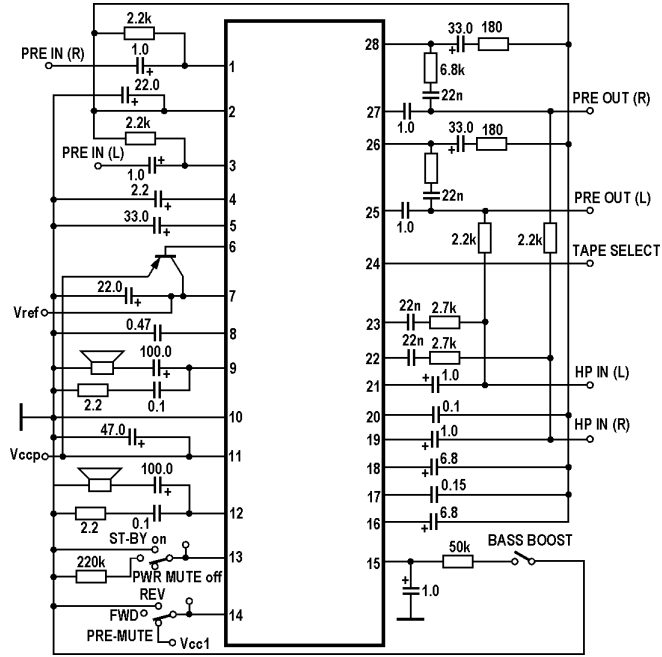 2.2k
PRE IN (R)
1.0
+
1
22.0
+
2
2.2k
PRE IN (L)
1.0
+
3
2.2
+
4
33.0
+
5
6
22.0
+
7
Vref
0.47
8
100.0
+
9
2.2
0.1
10
47.0
+
Vccp
11
100.0
+
2.2
0.1
12
ST-BY on
220k
PWR MUTE off
13
REV
FWD
14
PRE-MUTE
Vcc1
28
33.0
+
180
6.8k
22n
27
1.0
PRE OUT (R)
26
33.0
+
180
22n
25
1.0
PRE OUT (L)
2.2k
2.2k
24
TAPE SELECT
22n
2.7k
23
22n
2.7k
22
21
+
1.0
HP IN (L)
20
0.1
19
+
1.0
HP IN (R)
18
+
6.8
17
0.15
16
+
6.8
15
50k
BASS BOOST
+
1.0